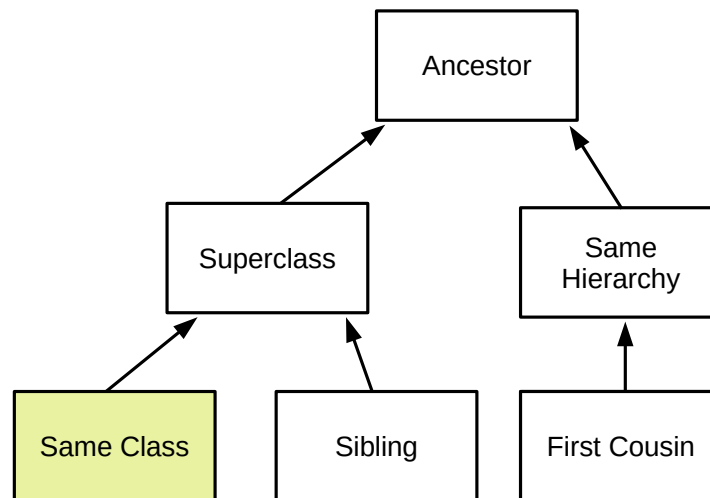 Ancestor
Superclass
Same
Hierarchy
Same Class
Sibling
First Cousin